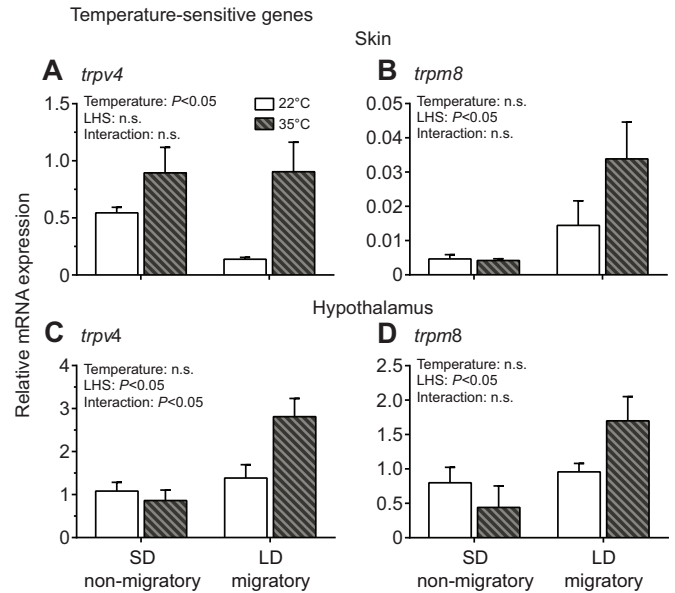 Temperature-sensitive genes
Skin
A trpv4
Temperature: P<0.05
LHS: n.s.
Interaction: n.s.
22°C
35°C
1.5
1.0
0.5
0
B trpm8
Temperature: n.s.
LHS: P<0.05
Interaction: n.s.
0.05
0.04
0.03
0.02
0.01
0
Relative mRNA expression
Hypothalamus
C trpv4
Temperature: n.s.
LHS: P<0.05
Interaction: P<0.05
4
3
2
1
0
SD
non-migratory
LD
migratory
D trpm8
Temperature: n.s.
LHS: P<0.05
Interaction: n.s.
2.5
2.0
1.5
1.0
0.5
0
SD
non-migratory
LD
migratory